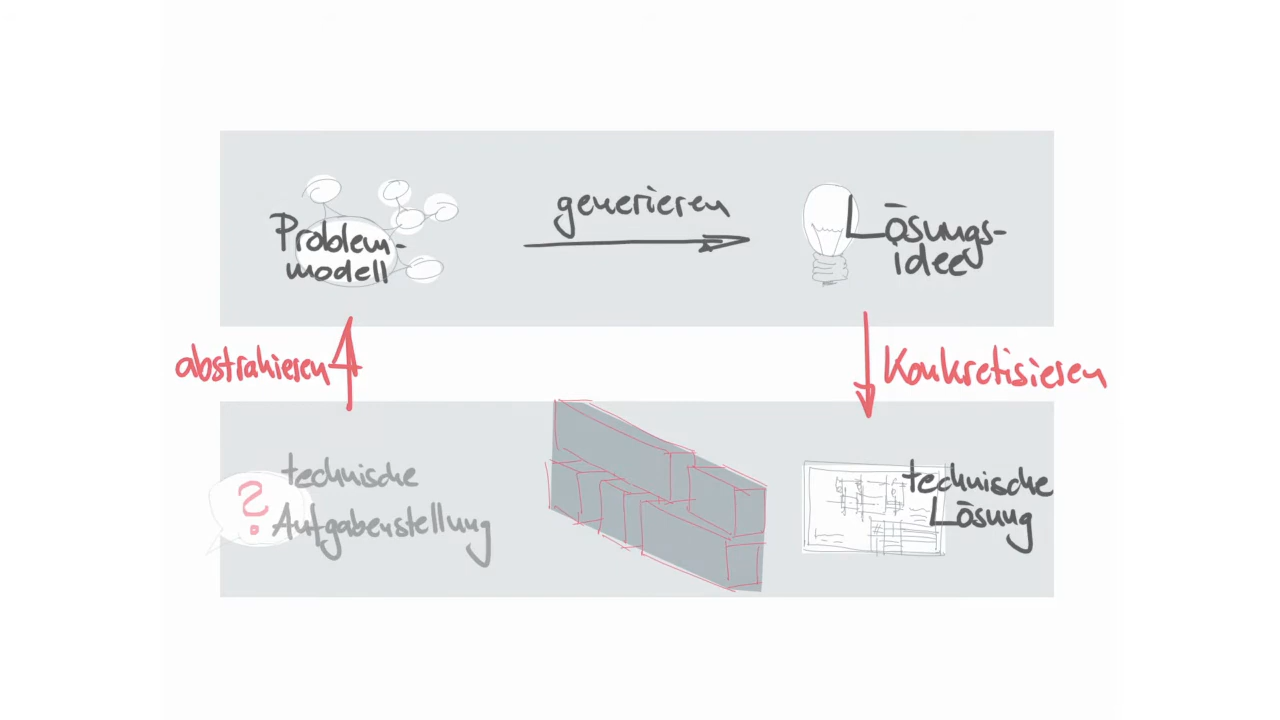 Problem-
modell
generieren
Lösungs-
idee
abstrahieren
Konkretisieren
?
technische
Aufgabenstellung
technische
Lösung